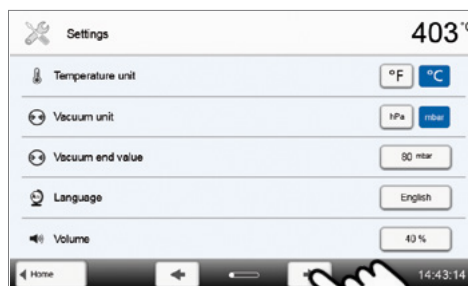 Settings 403 °C
Temperature unit °F °C
Vacuum unit hPa mbar
Vacuum end value 80 mbar
Language English
Volume 40 %
Home 14:43:14